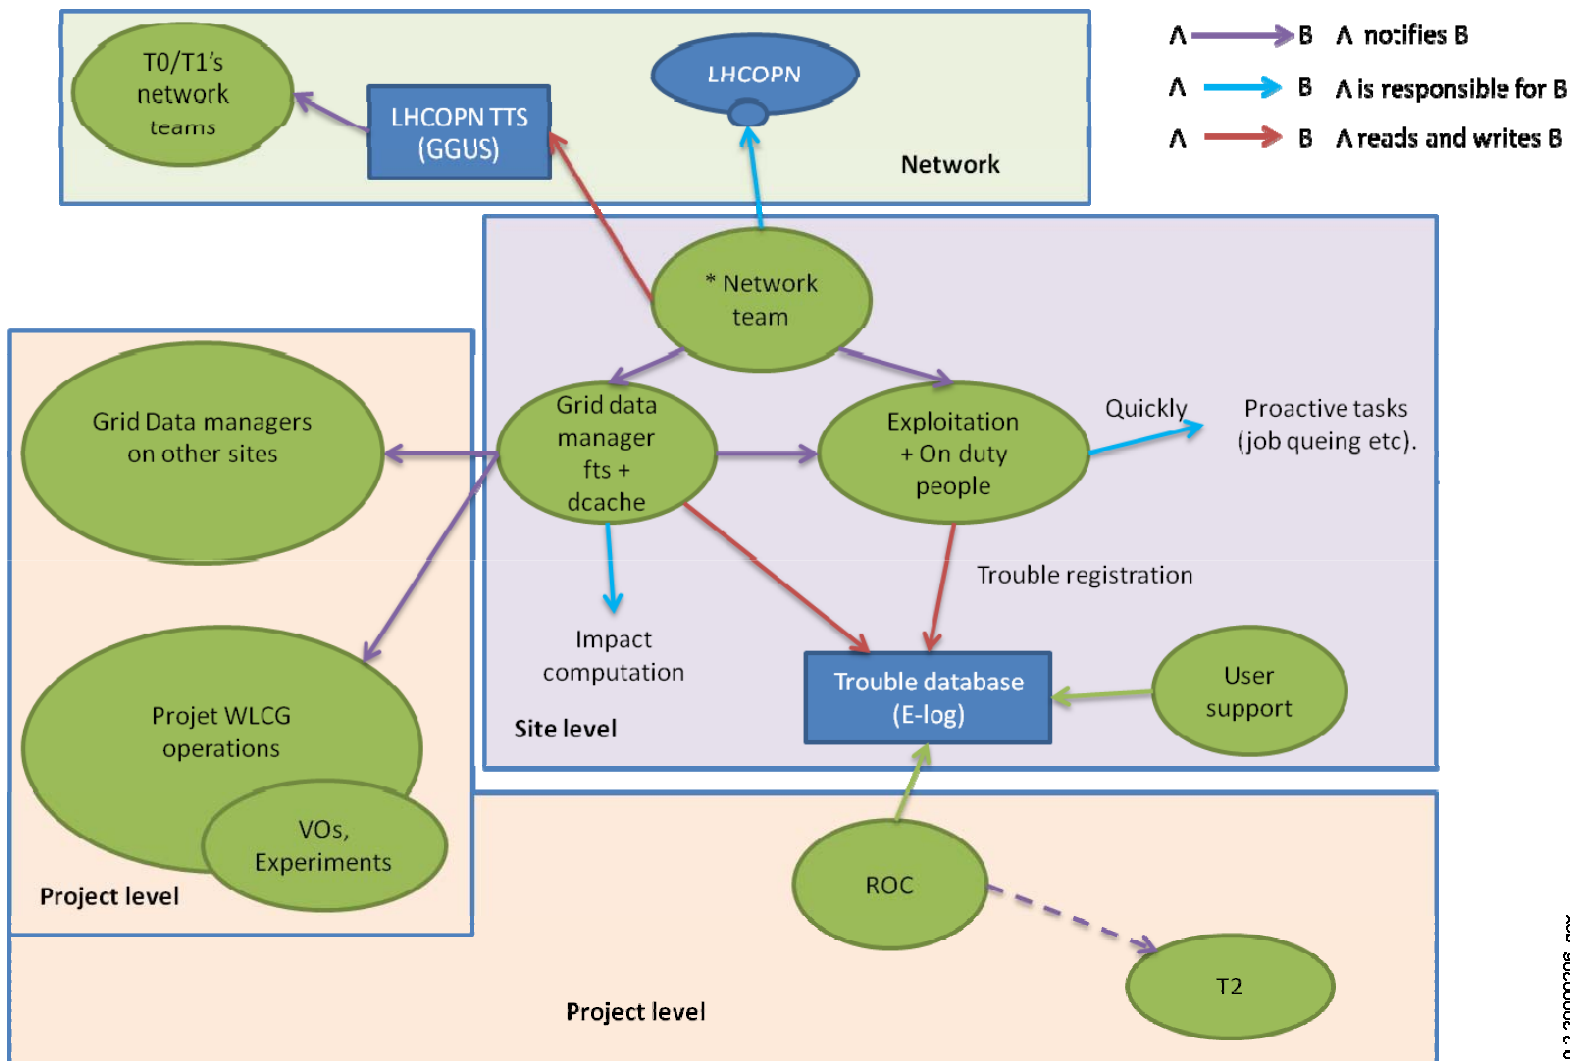 T0/T1's
network
teams
LHCOPN TTS
(GGUS)
LHCOPN
Network
A B A notifies B
A B A is responsible for B
A B A reads and writes B
* Network
team
Grid Data managers
on other sites
Grid data
manager
fts +
dcache
Exploitation
+ On duty
people
Quickly
Proactive tasks
(job queing etc).
Trouble registration
Impact
computation
Site level
Trouble database
(E-log)
User
support
Projet WLCG
operations
VOs,
Experiments
Project level
ROC
T2
Project level